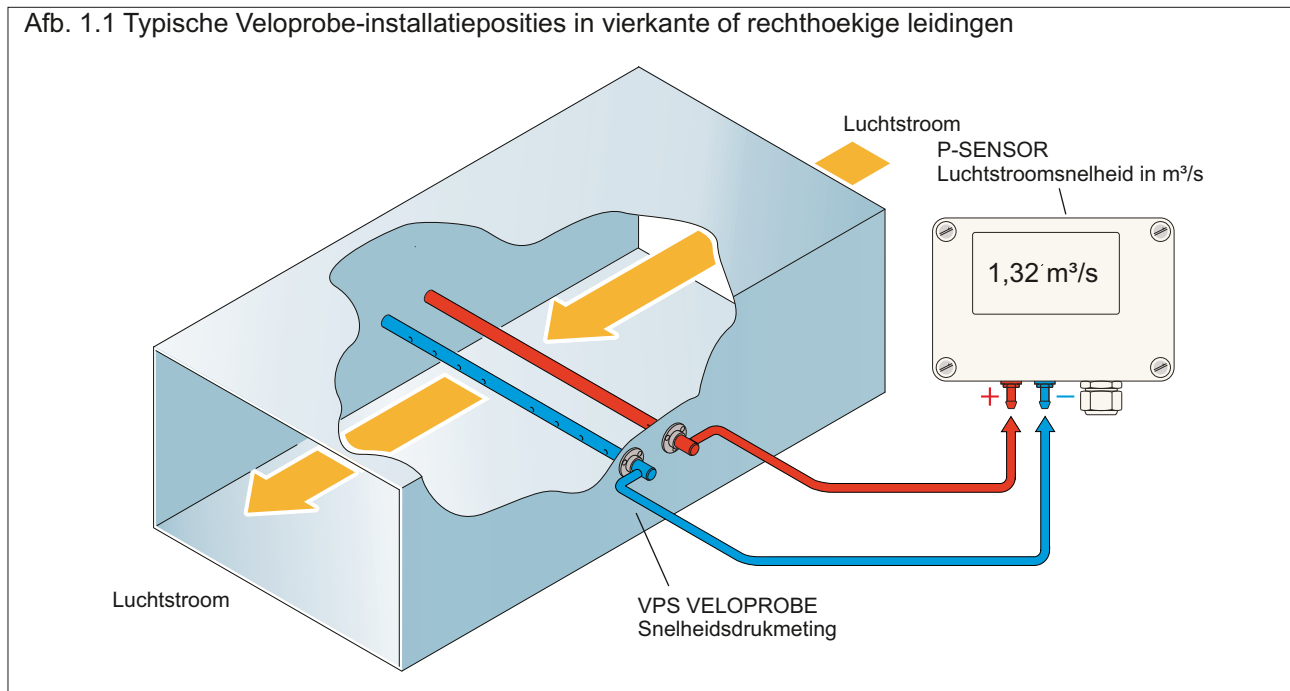 Afb. 1.1 Typische Veloprobe-installatieposities in vierkante of rechthoekige leidingen
Luchtstroom
P-SENSOR
Luchtstroomsnelheid in m³/s
1,32 m³/s
+ −
Luchtstroom
VPS VELOPROBE
Snelheidsdrukmeting